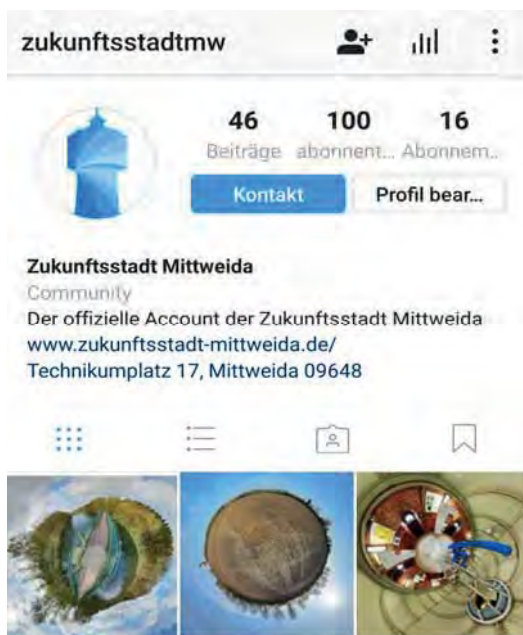 zukunftsstadtmw
46 100 16
Beiträge abonnent... Abonnem...
Kontakt Profil bear...
Zukunftsstadt Mittweida
Community
Der offizielle Account der Zukunftsstadt Mittweida
www.zukunftsstadt-mittweida.de/
Technikumplatz 17, Mittweida 09648